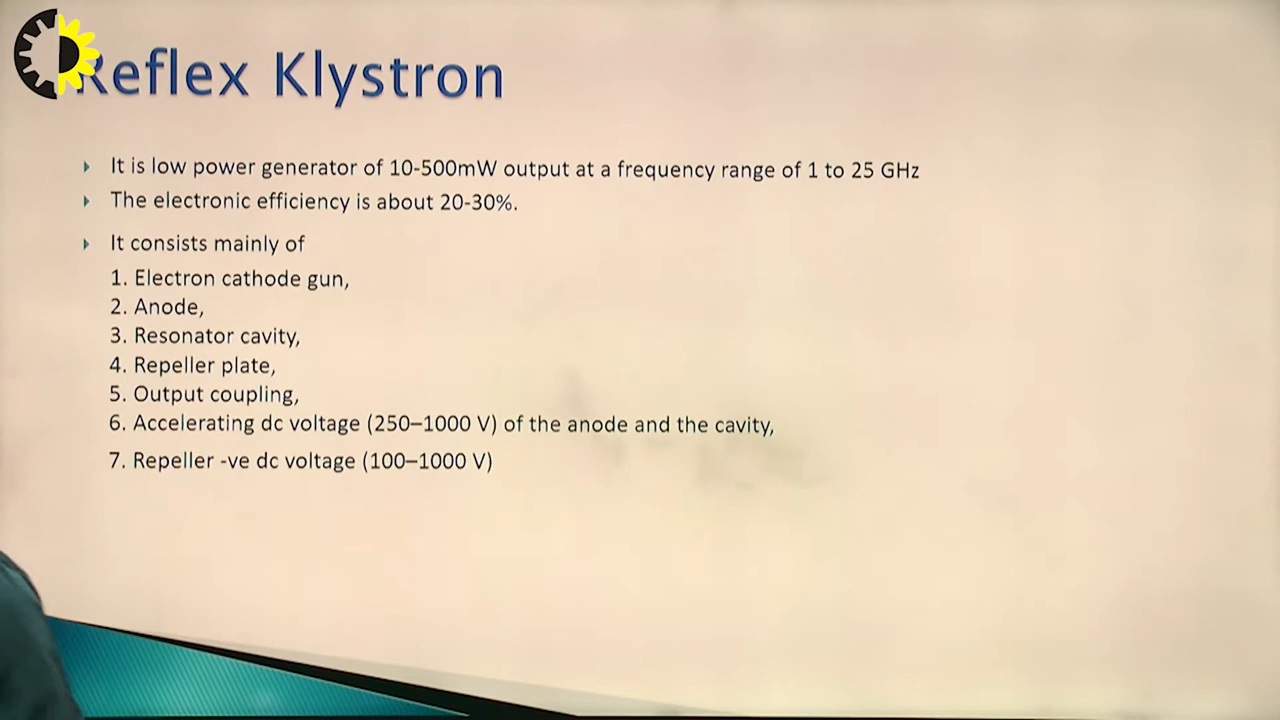 Reflex Klystron
It is low power generator of 10-500mW output at a frequency range of 1 to 25 GHz
The electronic efficiency is about 20-30%.
It consists mainly of
1. Electron cathode gun,
2. Anode,
3. Resonator cavity,
4. Repeller plate,
5. Output coupling,
6. Accelerating dc voltage (250–1000 V) of the anode and the cavity,
7. Repeller -ve dc voltage (100–1000 V)